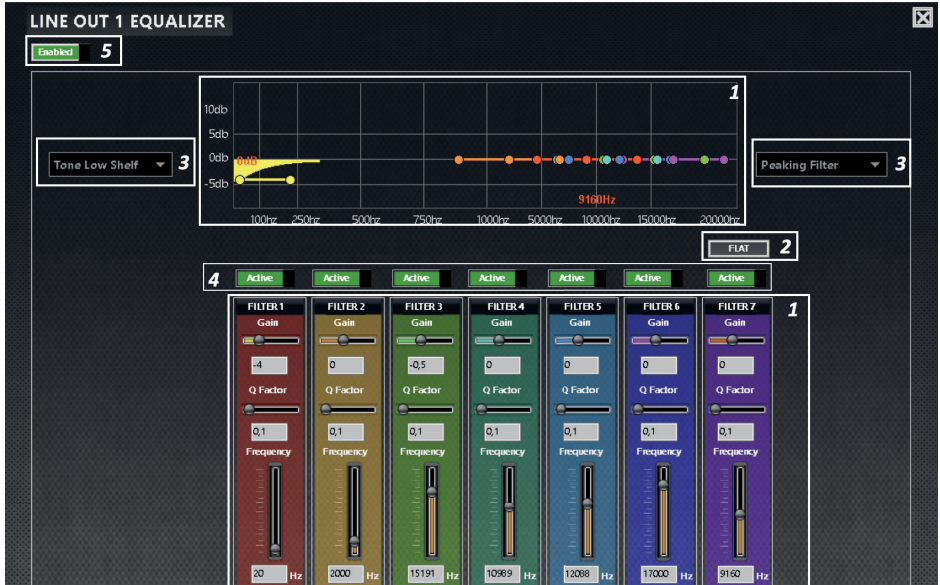 LINE OUT 1 EQUALIZER
Enabled 5
1
10db
5db
0db 0dB
-5db
Tone Low Shelf 3
Peaking Filter 3
9160Hz
100hz 250hz 500hz 750hz 1000hz 5000hz 10000hz 15000hz 20000hz
FLAT 2
4 Active Active Active Active Active Active Active
FILTER 1 FILTER 2 FILTER 3 FILTER 4 FILTER 5 FILTER 6 FILTER 7 1
Gain Gain Gain Gain Gain Gain Gain
-4 0 -0,5 0 0 0 0
Q Factor Q Factor Q Factor Q Factor Q Factor Q Factor Q Factor
0,1 0,1 0,1 0,1 0,1 0,1 0,1
Frequency Frequency Frequency Frequency Frequency Frequency Frequency
20 Hz 2000 Hz 15191 Hz 10989 Hz 12088 Hz 17000 Hz 9160 Hz